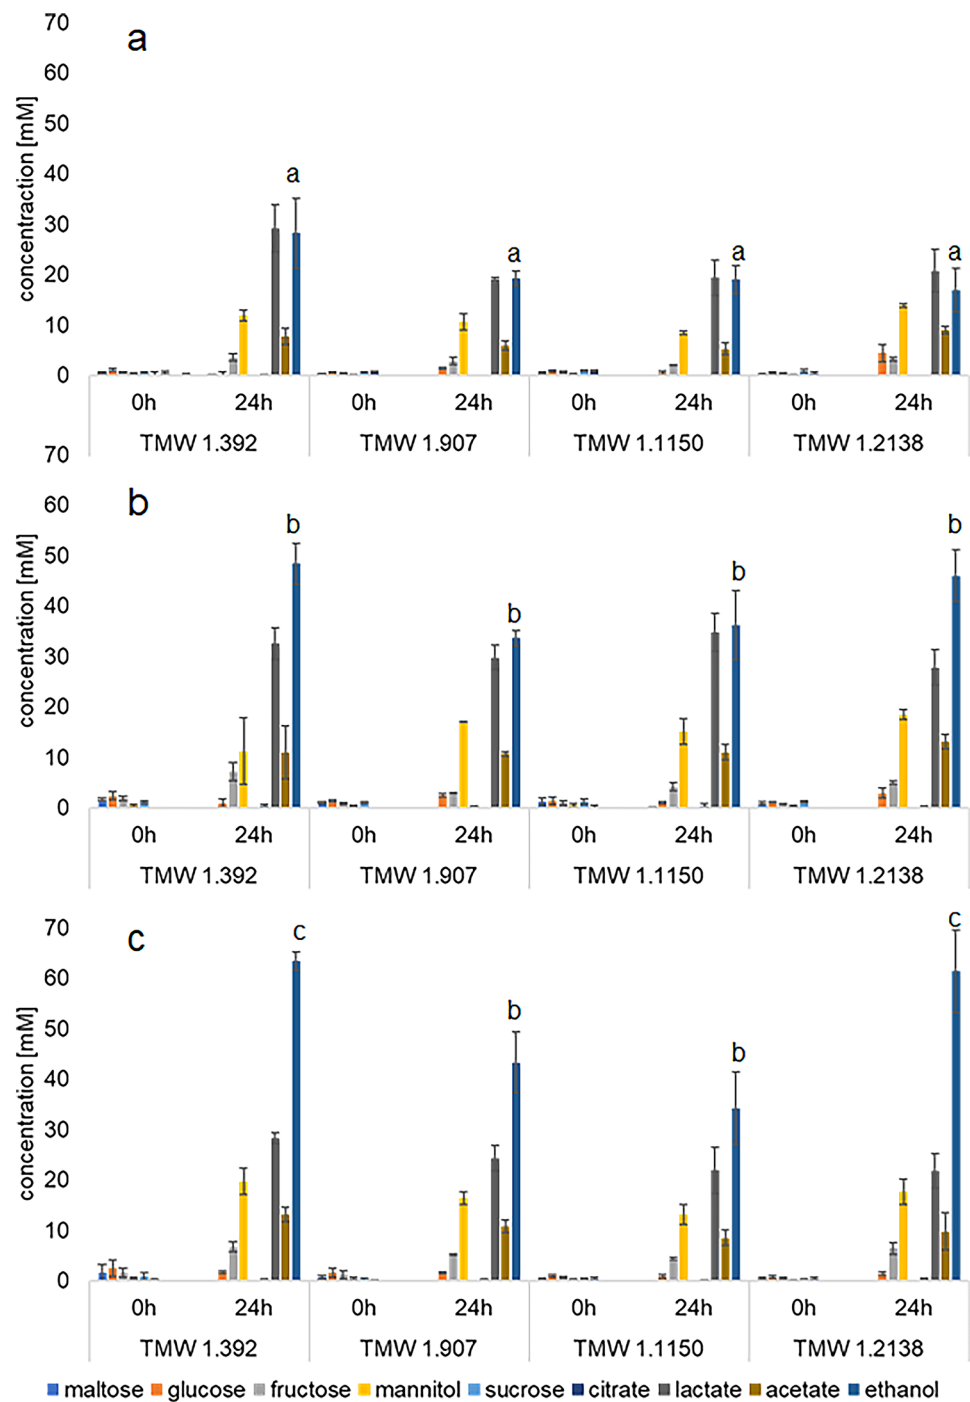 70
a
60
50
40
30
20
10
0
concentraction [mM]
a
a
a
a
0h 24h 0h 24h 0h 24h 0h 24h
TMW 1.392 TMW 1.907 TMW 1.1150 TMW 1.2138
70
b
60
50
40
30
20
10
0
concentration [mM]
b
b
b
b
0h 24h 0h 24h 0h 24h 0h 24h
TMW 1.392 TMW 1.907 TMW 1.1150 TMW 1.2138
70
c
60
50
40
30
20
10
0
concentration [mM]
c
b
b
c
0h 24h 0h 24h 0h 24h 0h 24h
TMW 1.392 TMW 1.907 TMW 1.1150 TMW 1.2138
maltose glucose fructose mannitol sucrose citrate lactate acetate ethanol